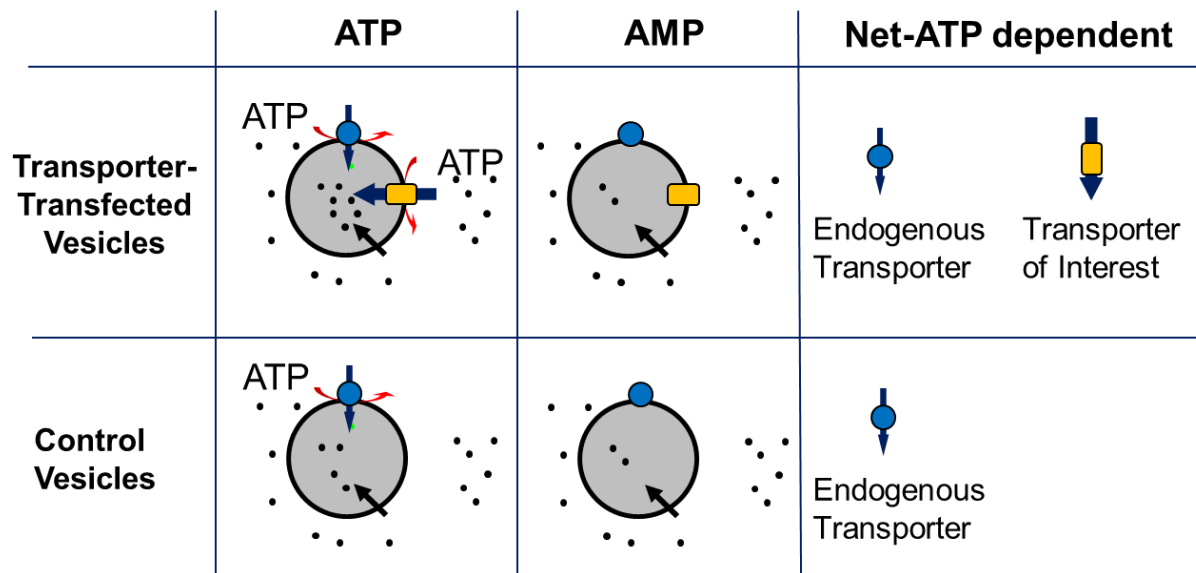 ATP
AMP
Net-ATP dependent
Transporter-
Transfected
Vesicles
ATP
ATP
Endogenous
Transporter
Transporter
of Interest
Control
Vesicles
ATP
Endogenous
Transporter